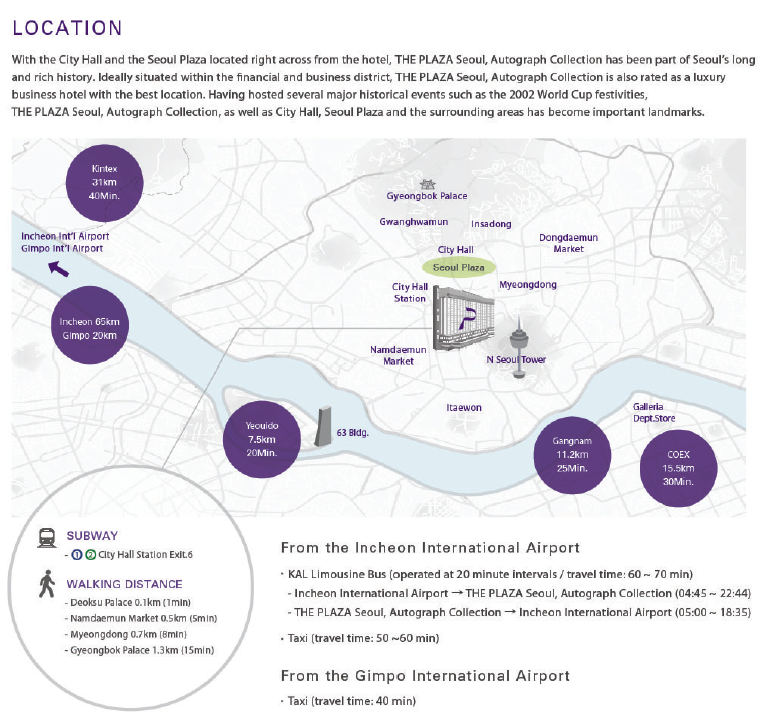 LOCATION
With the City Hall and the Seoul Plaza located right across from the hotel, THE PLAZA Seoul, Autograph Collection has been part of Seoul's long
and rich history. Ideally situated within the financial and business district, THE PLAZA Seoul, Autograph Collection is also rated as a luxury
business hotel with the best location. Having hosted several major historical events such as the 2002 World Cup festivities,
THE PLAZA Seoul, Autograph Collection, as well as City Hall, Seoul Plaza and the surrounding areas has become important landmarks.
Kintex
31km
40Min.
Gyeongbok Palace
Gwanghwamun
Insadong
Incheon Int'l Airport
Gimpo Int'l Airport
Dongdaemun
Market
City Hall
Seoul Plaza
City Hall
Station
Myeongdong
Incheon 65km
Gimpo 20km
Namdaemun
Market
N Seoul Tower
Itaewon
Galleria
Dept.Store
Yeouido
7.5km
20Min.
63 Bldg.
Gangnam
11.2km
25Min.
COEX
15.5km
30Min.
SUBWAY
- 1 2 City Hall Station Exit.6
WALKING DISTANCE
- Deoksu Palace 0.1km (1min)
- Namdaemun Market 0.5km (5min)
- Myeongdong 0.7km (8min)
- Gyeongbok Palace 1.3km (15min)
From the Incheon International Airport
· KAL Limousine Bus (operated at 20 minute intervals / travel time: 60 ~ 70 min)
- Incheon International Airport → THE PLAZA Seoul, Autograph Collection (04:45 ~ 22:44)
- THE PLAZA Seoul, Autograph Collection → Incheon International Airport (05:00 ~ 18:35)
· Taxi (travel time: 50 ~60 min)
From the Gimpo International Airport
· Taxi (travel time: 40 min)